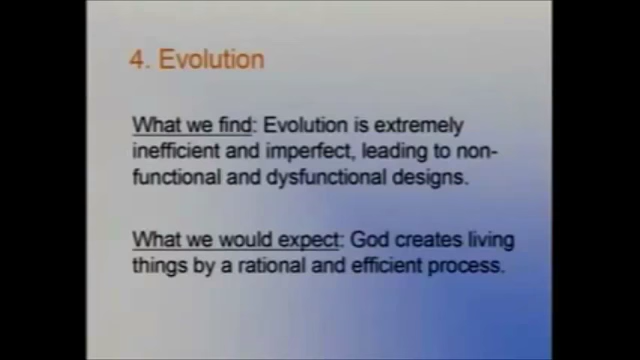 4. Evolution
What we find: Evolution is extremely
inefficient and imperfect, leading to non-
functional and dysfunctional designs.
What we would expect: God creates living
things by a rational and efficient process.